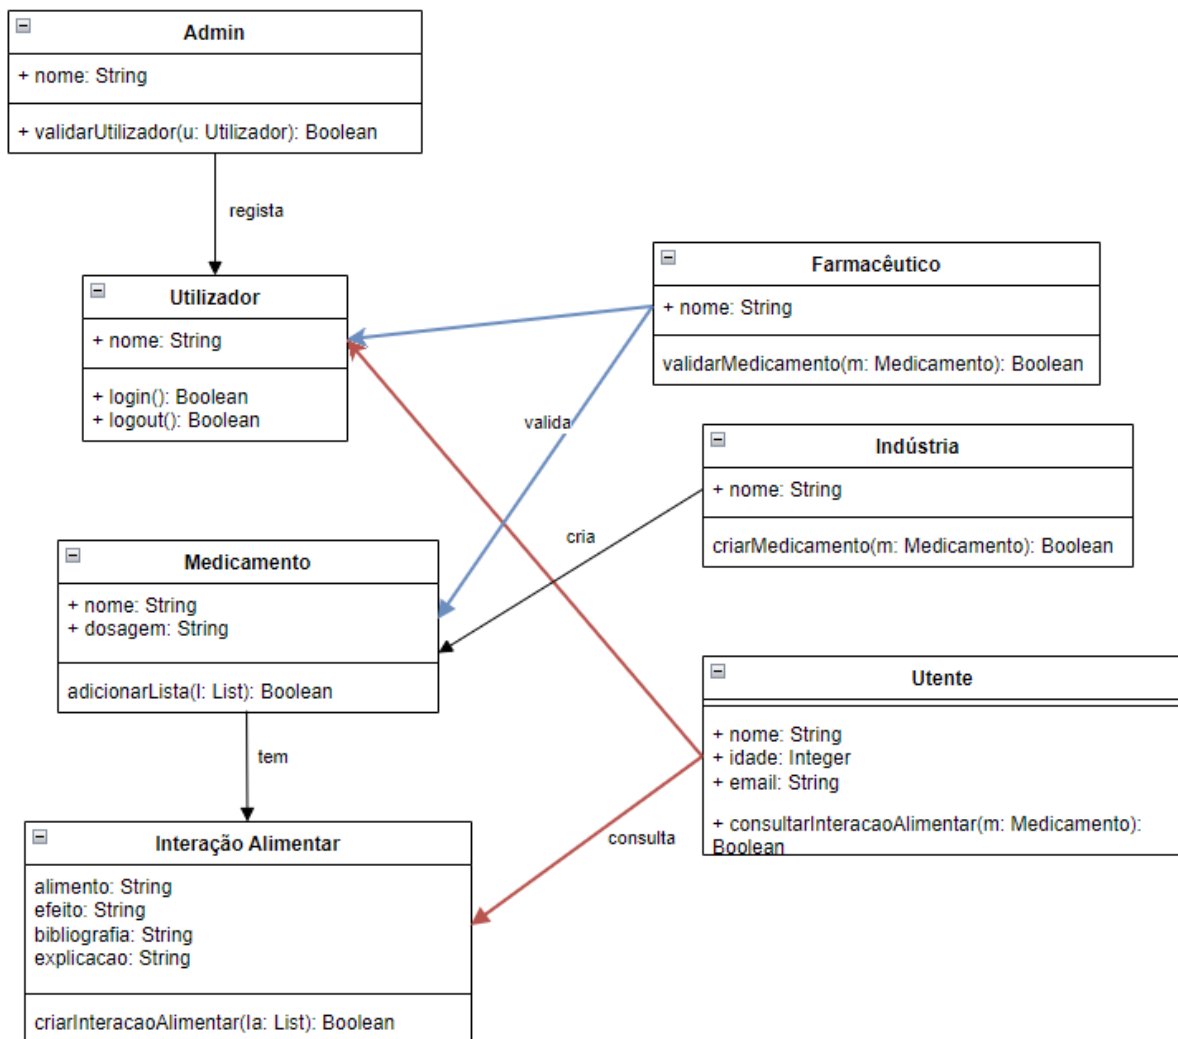 Admin
+ nome: String
+ validarUtilizador(u: Utilizador): Boolean
regista
Utilizador
+ nome: String
+ login(): Boolean
+ logout(): Boolean
Farmacêutico
+ nome: String
validarMedicamento(m: Medicamento): Boolean
valida
Indústria
+ nome: String
criarMedicamento(m: Medicamento): Boolean
cria
Medicamento
+ nome: String
+ dosagem: String
adicionarLista(l: List): Boolean
tem
Utente
+ nome: String
+ idade: Integer
+ email: String
+ consultarInteracaoAlimentar(m: Medicamento):
Boolean
consulta
Interação Alimentar
alimento: String
efeito: String
bibliografia: String
explicacao: String
criarInteracaoAlimentar(Ia: List): Boolean